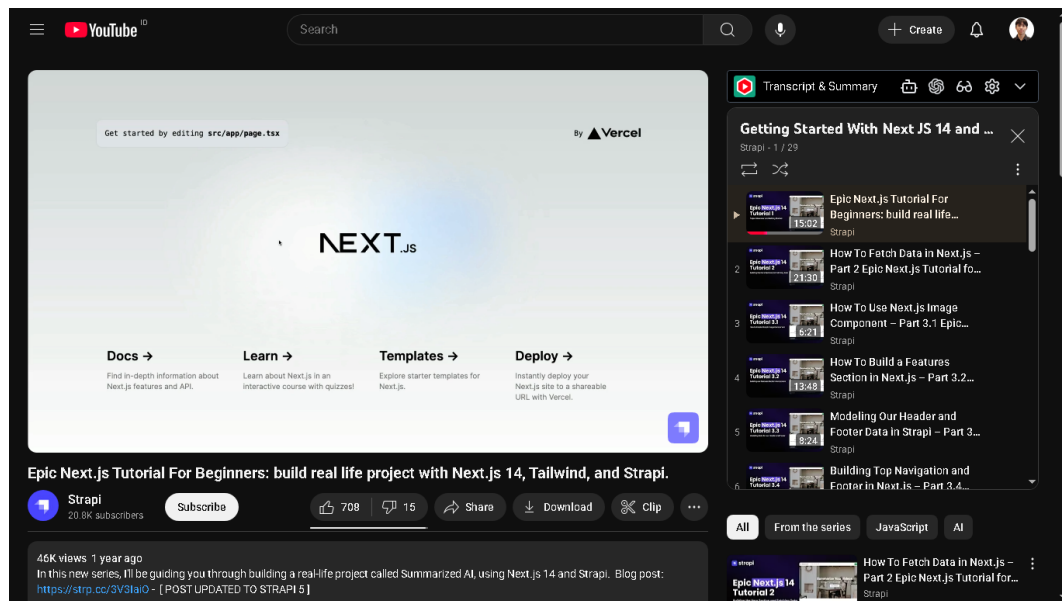 YouTube ID
Search
Create
Get started by editing src/app/page.tsx
By Vercel
NEXT.JS
Docs →
Find in-depth information about
Next.js features and API.
Learn →
Learn about Next.js in an
interactive course with quizzes!
Templates →
Explore starter templates for
Next.js.
Deploy →
Instantly deploy your
Next.js site to a shareable
URL with Vercel.
Epic Next.js Tutorial For Beginners: build real life project with Next.js 14, Tailwind, and Strapi.
Strapi
20.8K subscribers
Subscribe
708
15
Share
Download
Clip
46K views 1 year ago
In this new series, I'll be guiding you through building a real-life project called Summarized AI, using Next.js 14 and Strapi. Blog post:
https://strp.cc/3V3IaiO - [ POST UPDATED TO STRAPI 5 ]
Transcript & Summary
Getting Started With Next JS 14 and ...
Strapi - 1 / 29
15:02
Epic Next.js Tutorial For
Beginners: build real life...
Strapi
2
21:30
How To Fetch Data in Next.js –
Part 2 Epic Next.js Tutorial fo...
Strapi
3
6:21
How To Use Next.js Image
Component – Part 3.1 Epic...
Strapi
4
13:48
How To Build a Features
Section in Next.js – Part 3.2...
Strapi
5
8:24
Modeling Our Header and
Footer Data in Strapi – Part 3...
Strapi
6
Building Top Navigation and
Footer in Next.js – Part 3.4...
All
From the series
JavaScript
AI
strapi
Epic Next.js 14
Tutorial 2
How To Fetch Data in Next.js –
Part 2 Epic Next.js Tutorial for...
Strapi